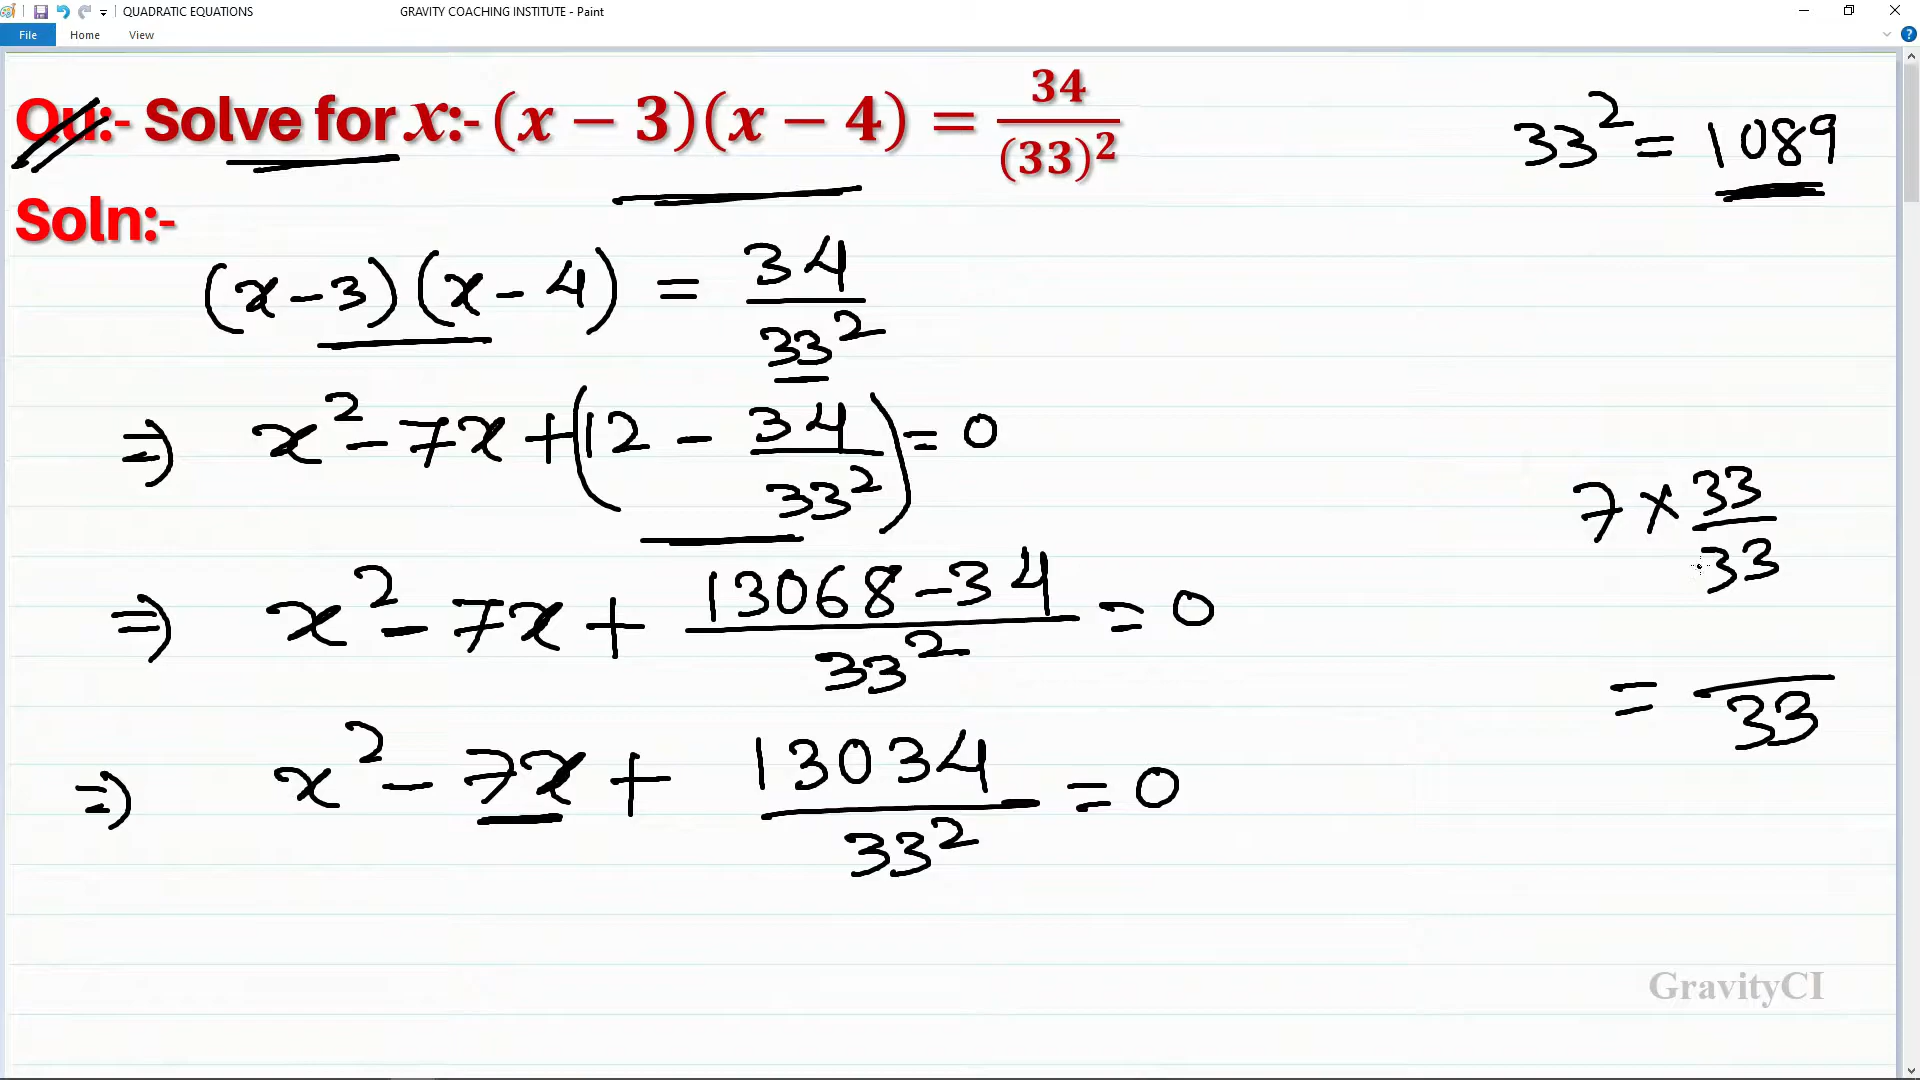 QUADRATIC EQUATIONS GRAVITY COACHING INSTITUTE - Paint
File Home View
Qu:- Solve for x:- (x − 3)(x − 4) = 34/(33)²
33² = 1089
Soln:-
(x-3)(x-4) = 34/33²
⇒ x² - 7x + (12 - 34/33²) = 0
7 × 33/33
⇒ x² - 7x + 13068-34/33² = 0
= /33
⇒ x² - 7x + 13034/33² = 0
GravityCI